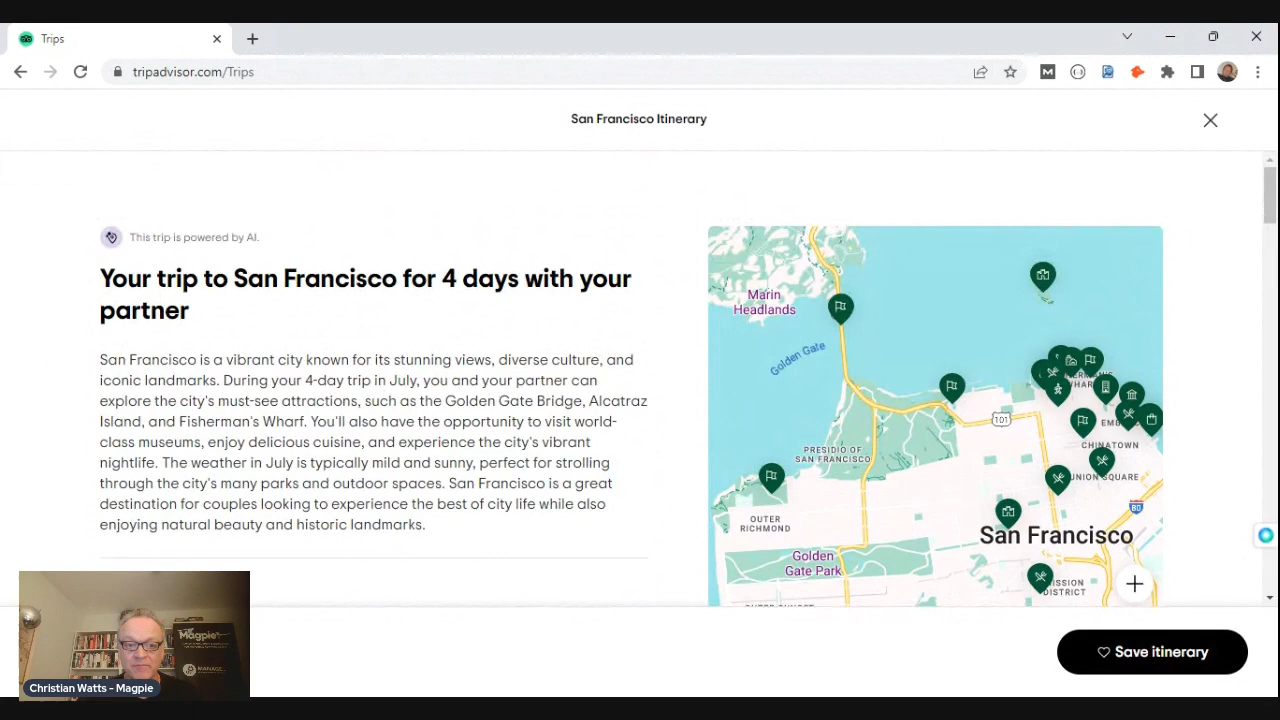 Trips
tripadvisor.com/Trips
San Francisco Itinerary
This trip is powered by AI.
Your trip to San Francisco for 4 days with your
partner
San Francisco is a vibrant city known for its stunning views, diverse culture, and
iconic landmarks. During your 4-day trip in July, you and your partner can
explore the city's must-see attractions such as the Golden Gate Bridge, Alcatraz
Island, and Fisherman's Wharf. You'll also have the opportunity to visit world-
class museums, enjoy delicious cuisine, and experience the city's vibrant
nightlife. The weather in July is typically mild and sunny, perfect for strolling
through the city's many parks and outdoor spaces. San Francisco is a great
destination for couples looking to experience the best of city life while also
enjoying natural beauty and historic landmarks.
Marin
Headlands
Golden Gate
101
PRESIDIO OF
SAN FRANCISCO
CHINATOWN
UNION SQUARE
80
OUTER
RICHMOND
San Francisco
Golden
Gate Park
MISSION
DISTRICT
Save itinerary
Magpie
MANAGE
Christian Watts - Magpie